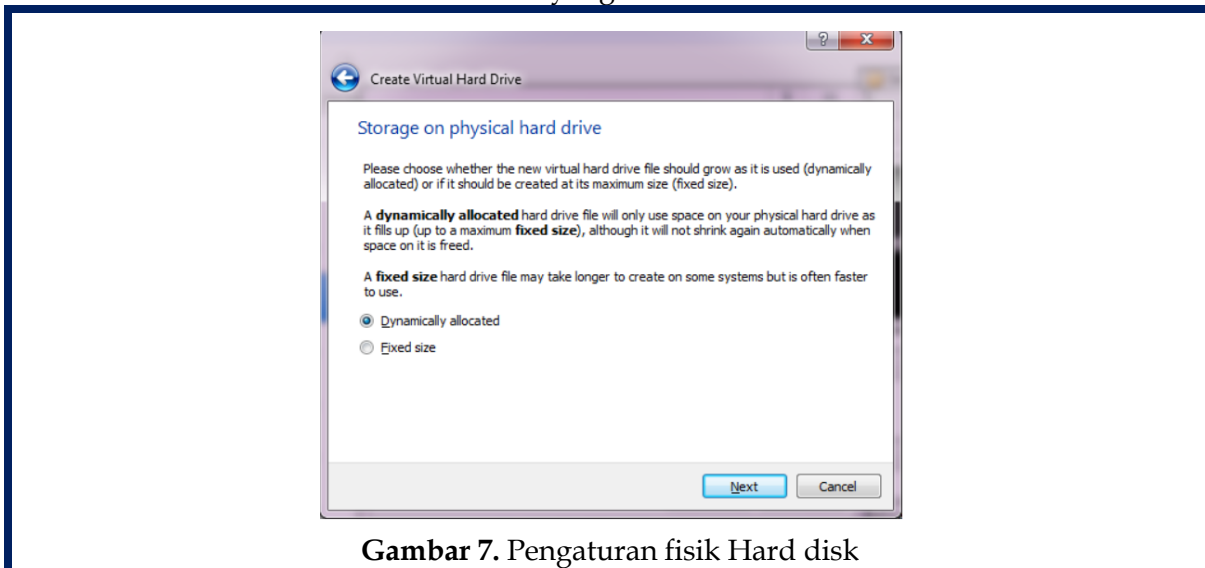 Create Virtual Hard Drive
Storage on physical hard drive
Please choose whether the new virtual hard drive file should grow as it is used (dynamically
allocated) or if it should be created at its maximum size (fixed size).
A dynamically allocated hard drive file will only use space on your physical hard drive as
it fills up (up to a maximum fixed size), although it will not shrink again automatically when
space on it is freed.
A fixed size hard drive file may take longer to create on some systems but is often faster
to use.
Dynamically allocated
Fixed size
Next Cancel
Gambar 7. Pengaturan fisik Hard disk